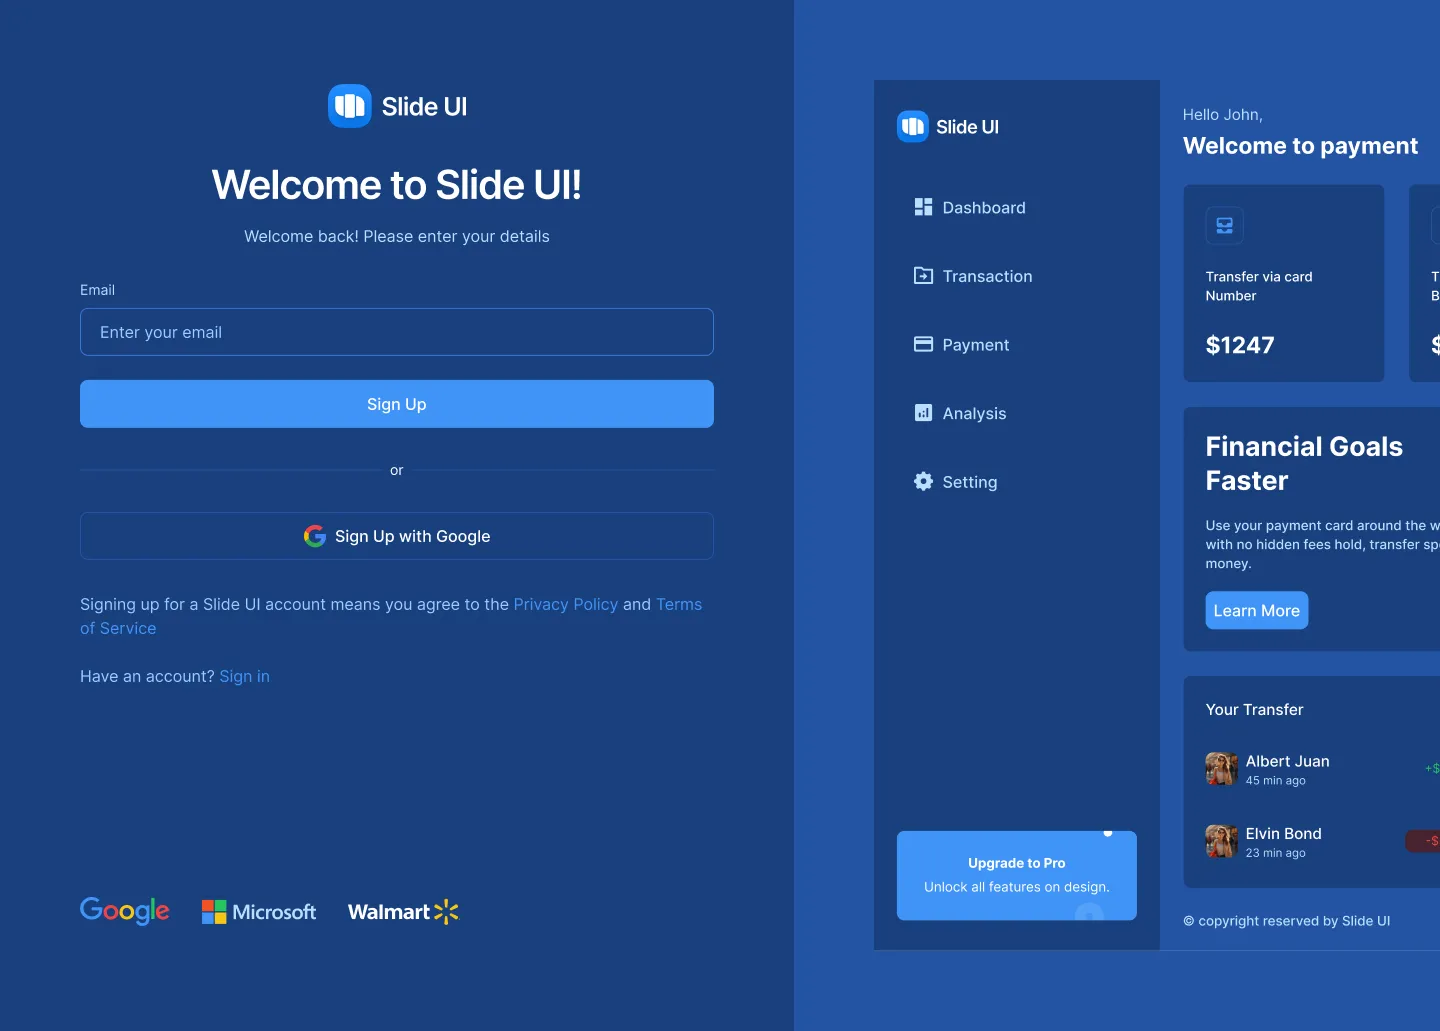 Slide UI
Welcome to Slide UI!
Welcome back! Please enter your details
Email
Enter your email
Sign Up
or
Sign Up with Google
Signing up for a Slide UI account means you agree to the Privacy Policy and Terms
of Service
Have an account? Sign in
Google
Microsoft
Walmart
Slide UI
Dashboard
Transaction
Payment
Analysis
Setting
Upgrade to Pro
Unlock all features on design.
Hello John,
Welcome to payment
Transfer via card
Number
$1247
Financial Goals
Faster
Use your payment card around the
with no hidden fees hold, transfer
money.
Learn More
Your Transfer
Albert Juan
45 min ago
+$
Elvin Bond
23 min ago
-$
© copyright reserved by Slide UI